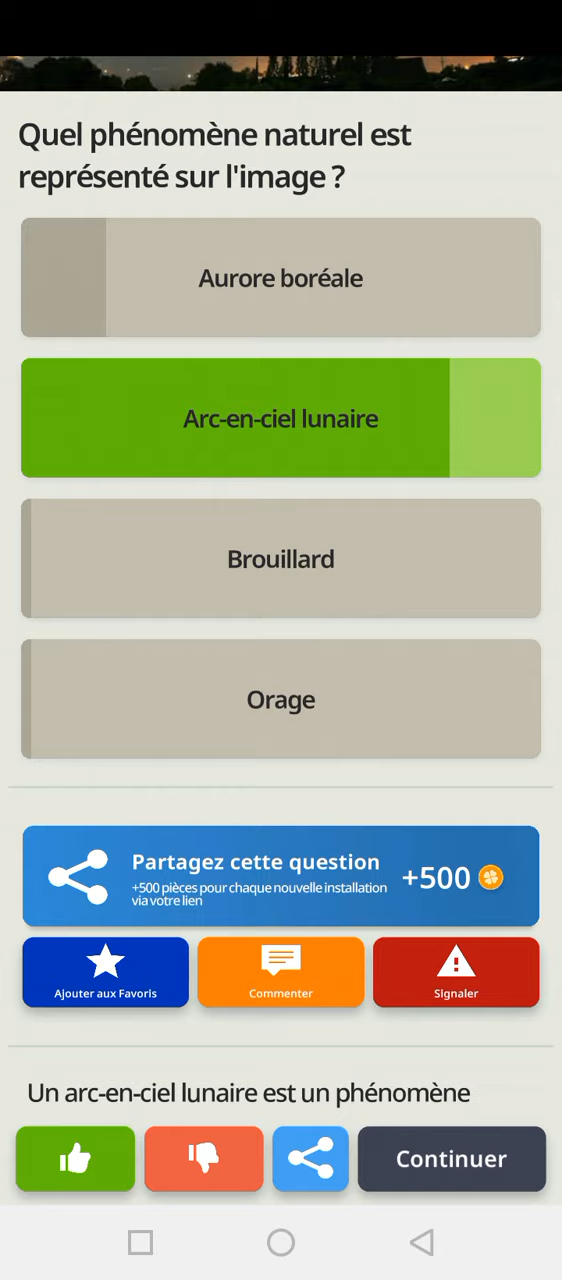 Quel phénomène naturel est
représenté sur l'image ?
Aurore boréale
Arc-en-ciel lunaire
Brouillard
Orage
Partagez cette question
+500 pièces pour chaque nouvelle installation
via votre lien
+500
Ajouter aux Favoris
Commenter
Signaler
Un arc-en-ciel lunaire est un phénomène
Continuer